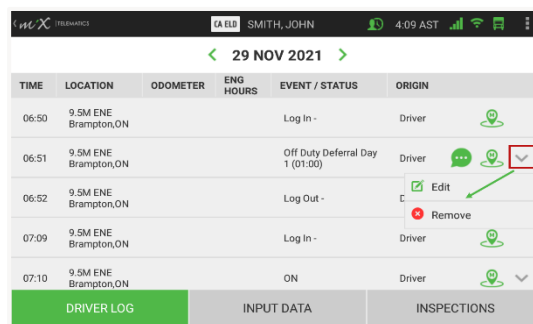 miX TELEMATICS CA ELD SMITH, JOHN 4:09 AST
29 NOV 2021
TIME LOCATION ODOMETER ENG HOURS EVENT / STATUS ORIGIN
06:50 9.5M ENE Brampton,ON Log In - Driver
06:51 9.5M ENE Brampton,ON Off Duty Deferral Day 1 (01:00) Driver
Edit
06:52 9.5M ENE Brampton,ON Log Out - D
Remove
07:09 9.5M ENE Brampton,ON Log In - Driver
07:10 9.5M ENE Brampton,ON ON Driver
DRIVER LOG INPUT DATA INSPECTIONS